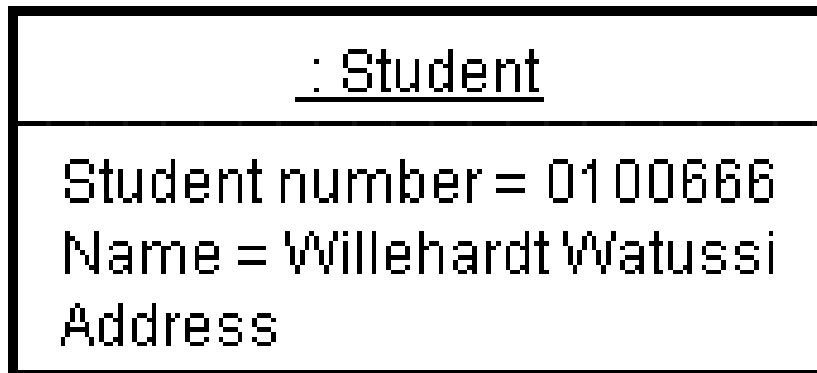 : Student
Student number = 0100666
Name = Willehardt Watussi
Address